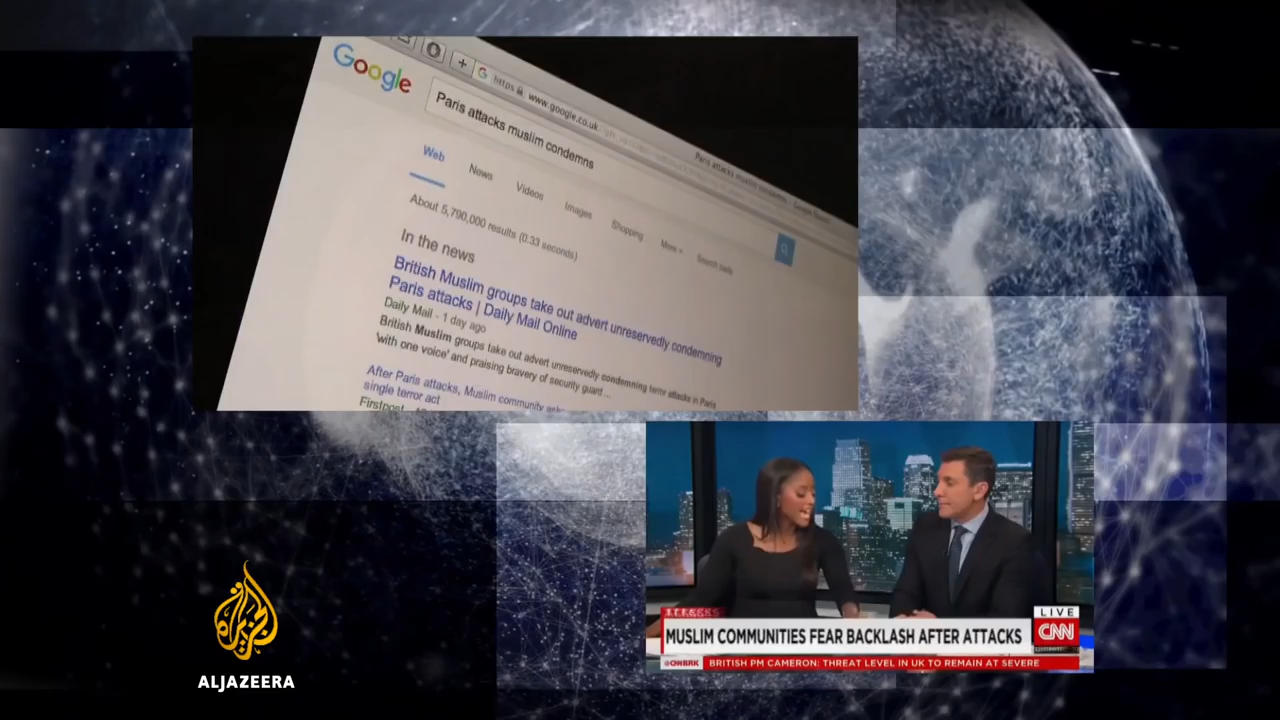 Google
https
www.google.co.uk
Paris attacks muslim condemns
Web
News
Videos
Images
Shopping
More
Search tools
About 5,790,000 results (0.33 seconds)
In the news
British Muslim groups take out advert unreservedly condemning
Paris attacks | Daily Mail Online
Daily Mail - 1 day ago
British Muslim groups take out advert unreservedly condemning terror attacks in Paris
'with one voice' and praising bravery of security guard ...
After Paris attacks, Muslim community
single terror act
Firstpost
LIVE
CNN
MUSLIM COMMUNITIES FEAR BACKLASH AFTER ATTACKS
@CNNBRK
BRITISH PM CAMERON: THREAT LEVEL IN UK TO REMAIN AT SEVERE
الجزيرة
ALJAZEERA